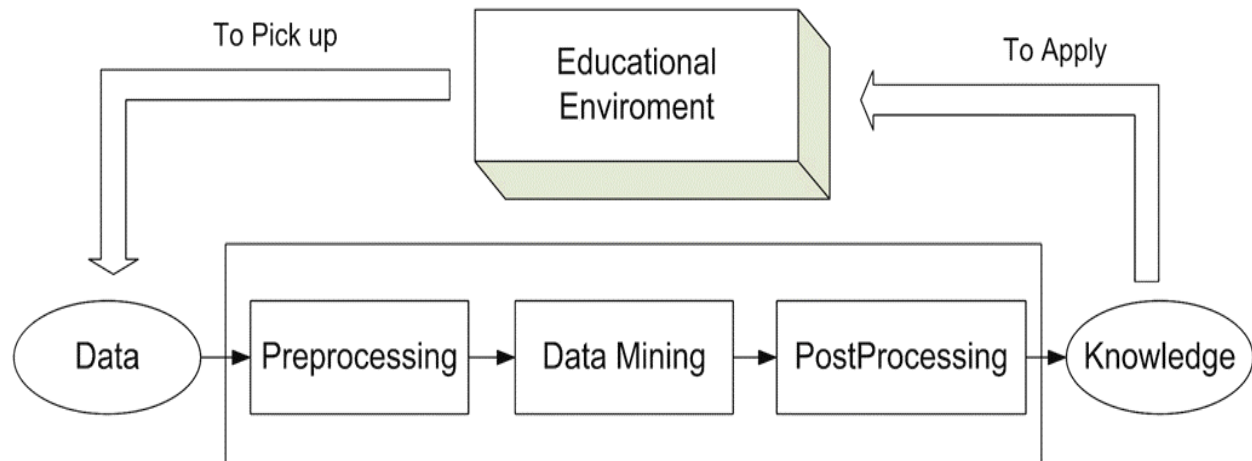 To Pick up
Educational
Enviroment
To Apply
Data
Preprocessing
Data Mining
PostProcessing
Knowledge